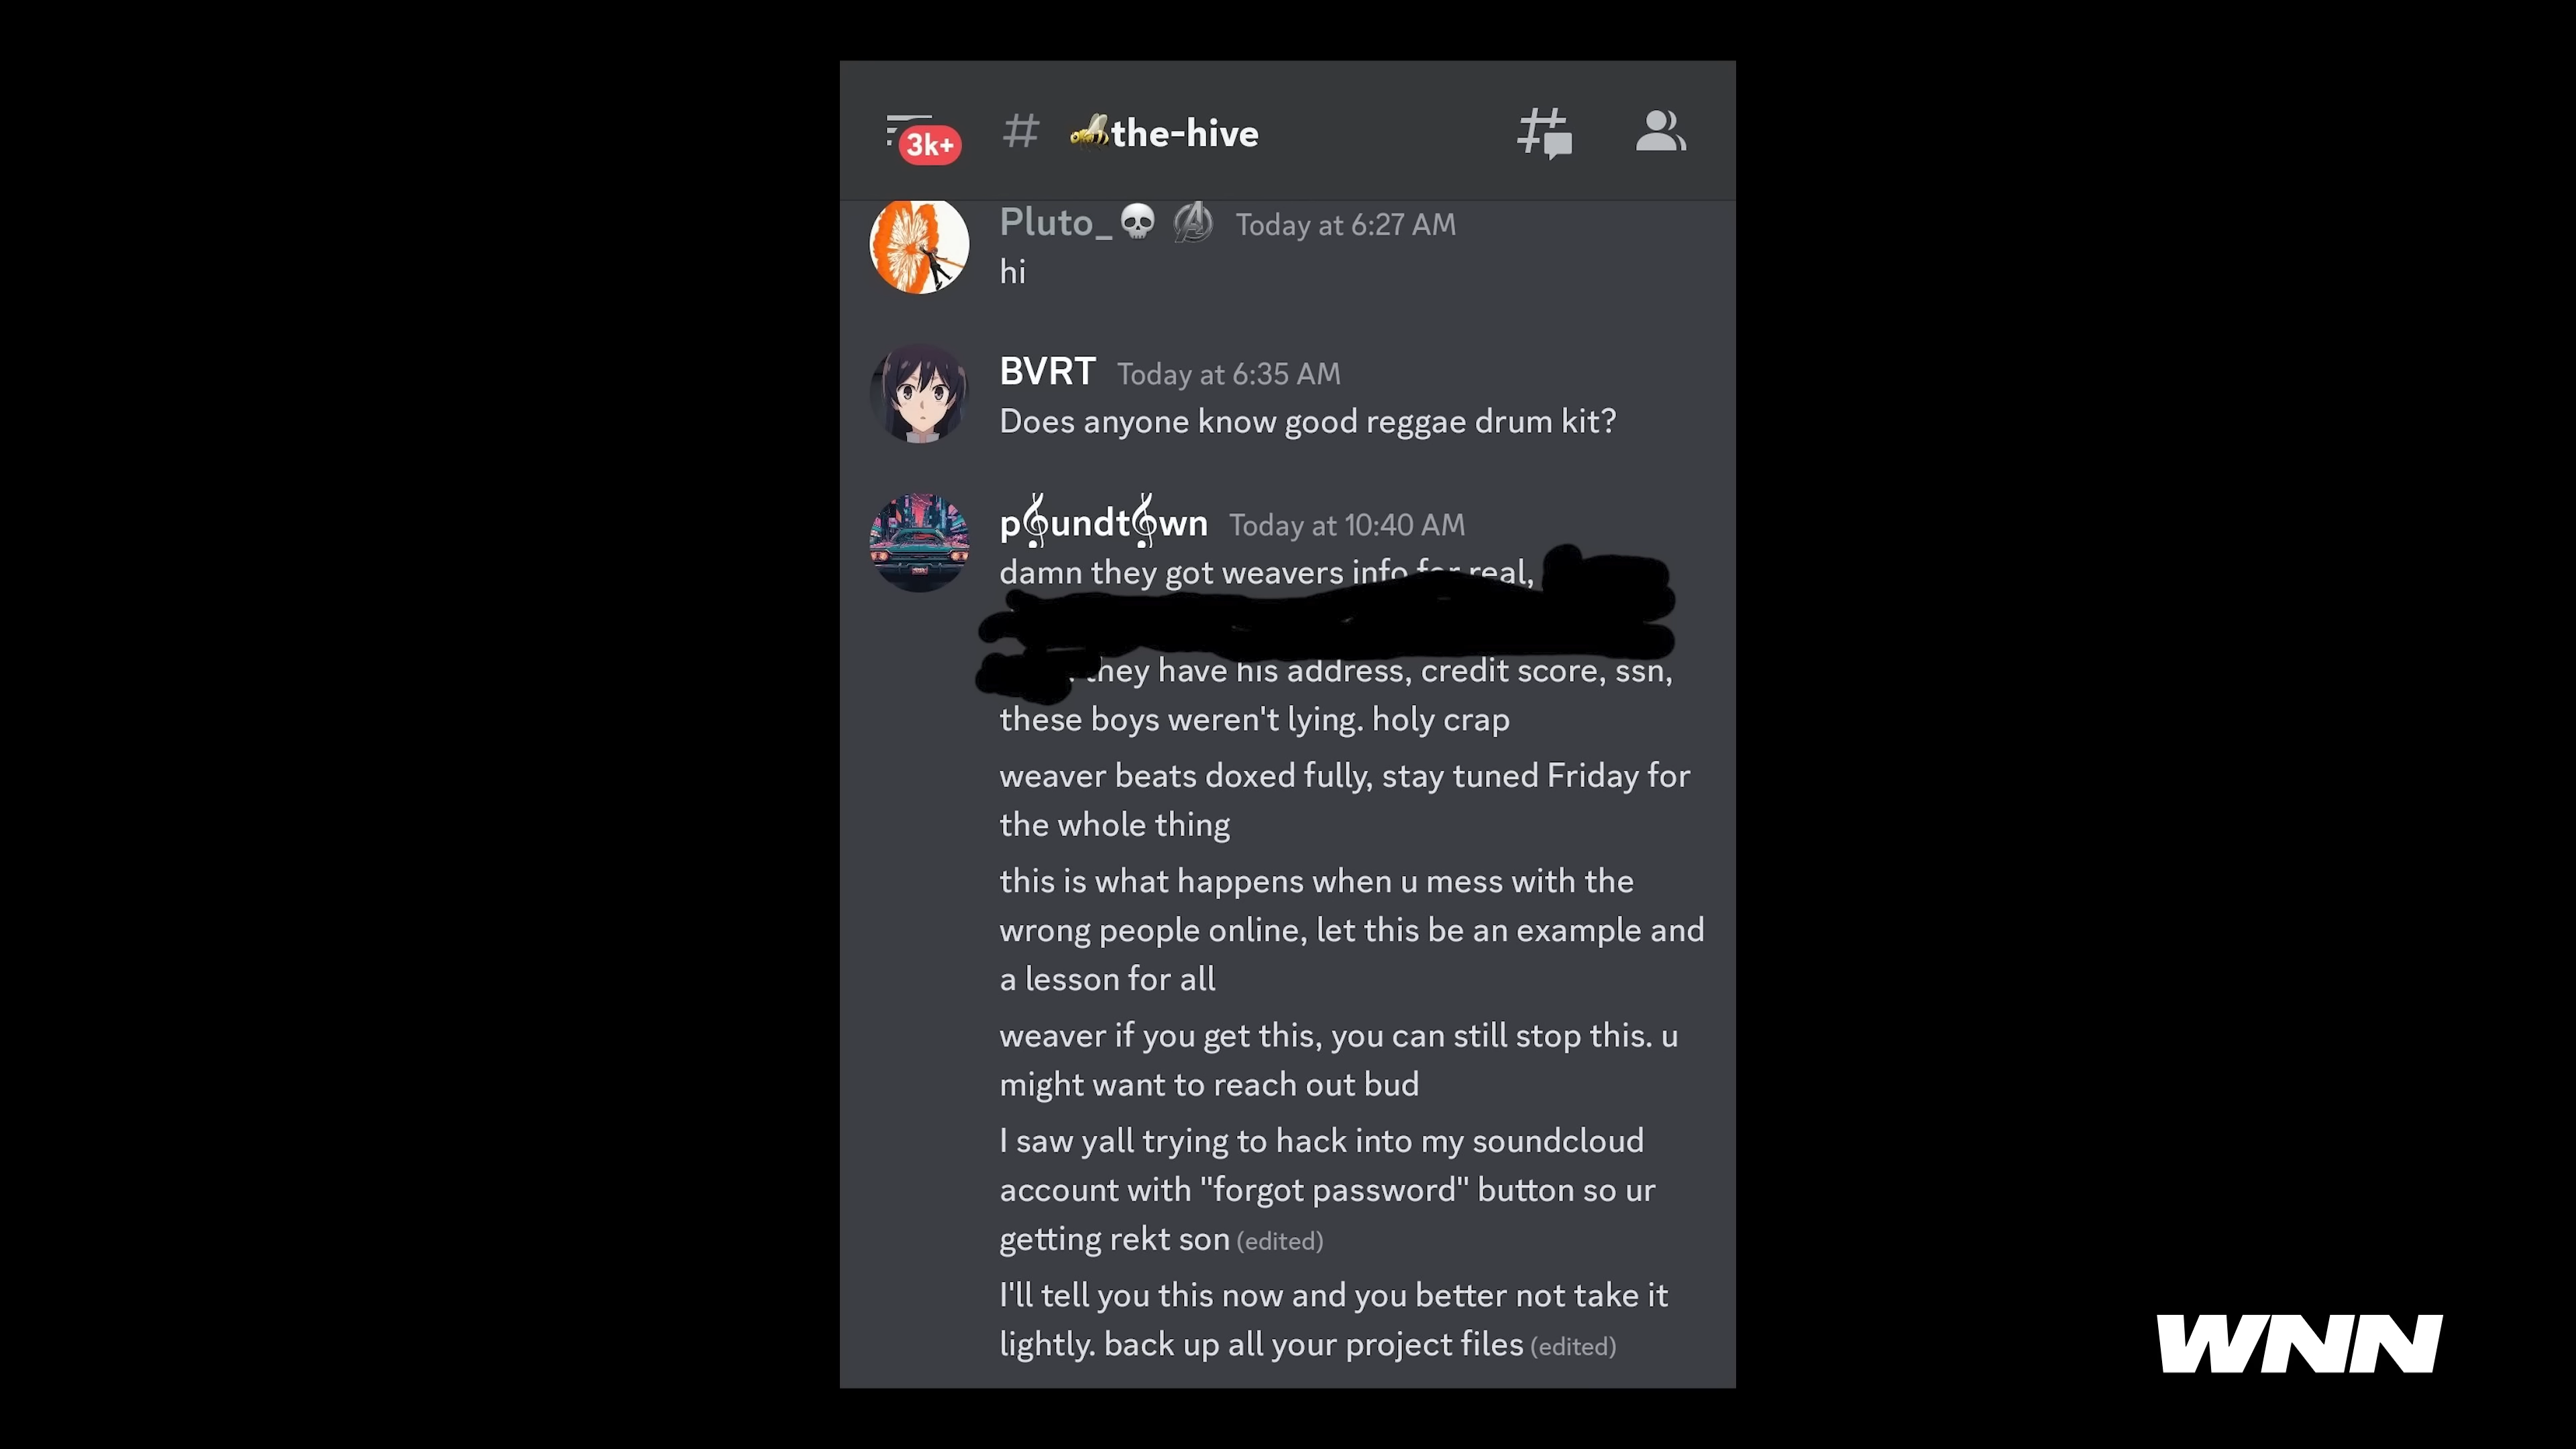 3k+
# 🐝the-hive
Pluto_💀 Today at 6:27 AM
hi
BVRT Today at 6:35 AM
Does anyone know good reggae drum kit?
p𝄞undt𝄞wn Today at 10:40 AM
damn they got weavers info for real,
they have his address, credit score, ssn,
these boys weren't lying. holy crap
weaver beats doxed fully, stay tuned Friday for
the whole thing
this is what happens when u mess with the
wrong people online, let this be an example and
a lesson for all
weaver if you get this, you can still stop this. u
might want to reach out bud
I saw yall trying to hack into my soundcloud
account with "forgot password" button so ur
getting rekt son (edited)
I'll tell you this now and you better not take it
lightly. back up all your project files (edited)
WNN